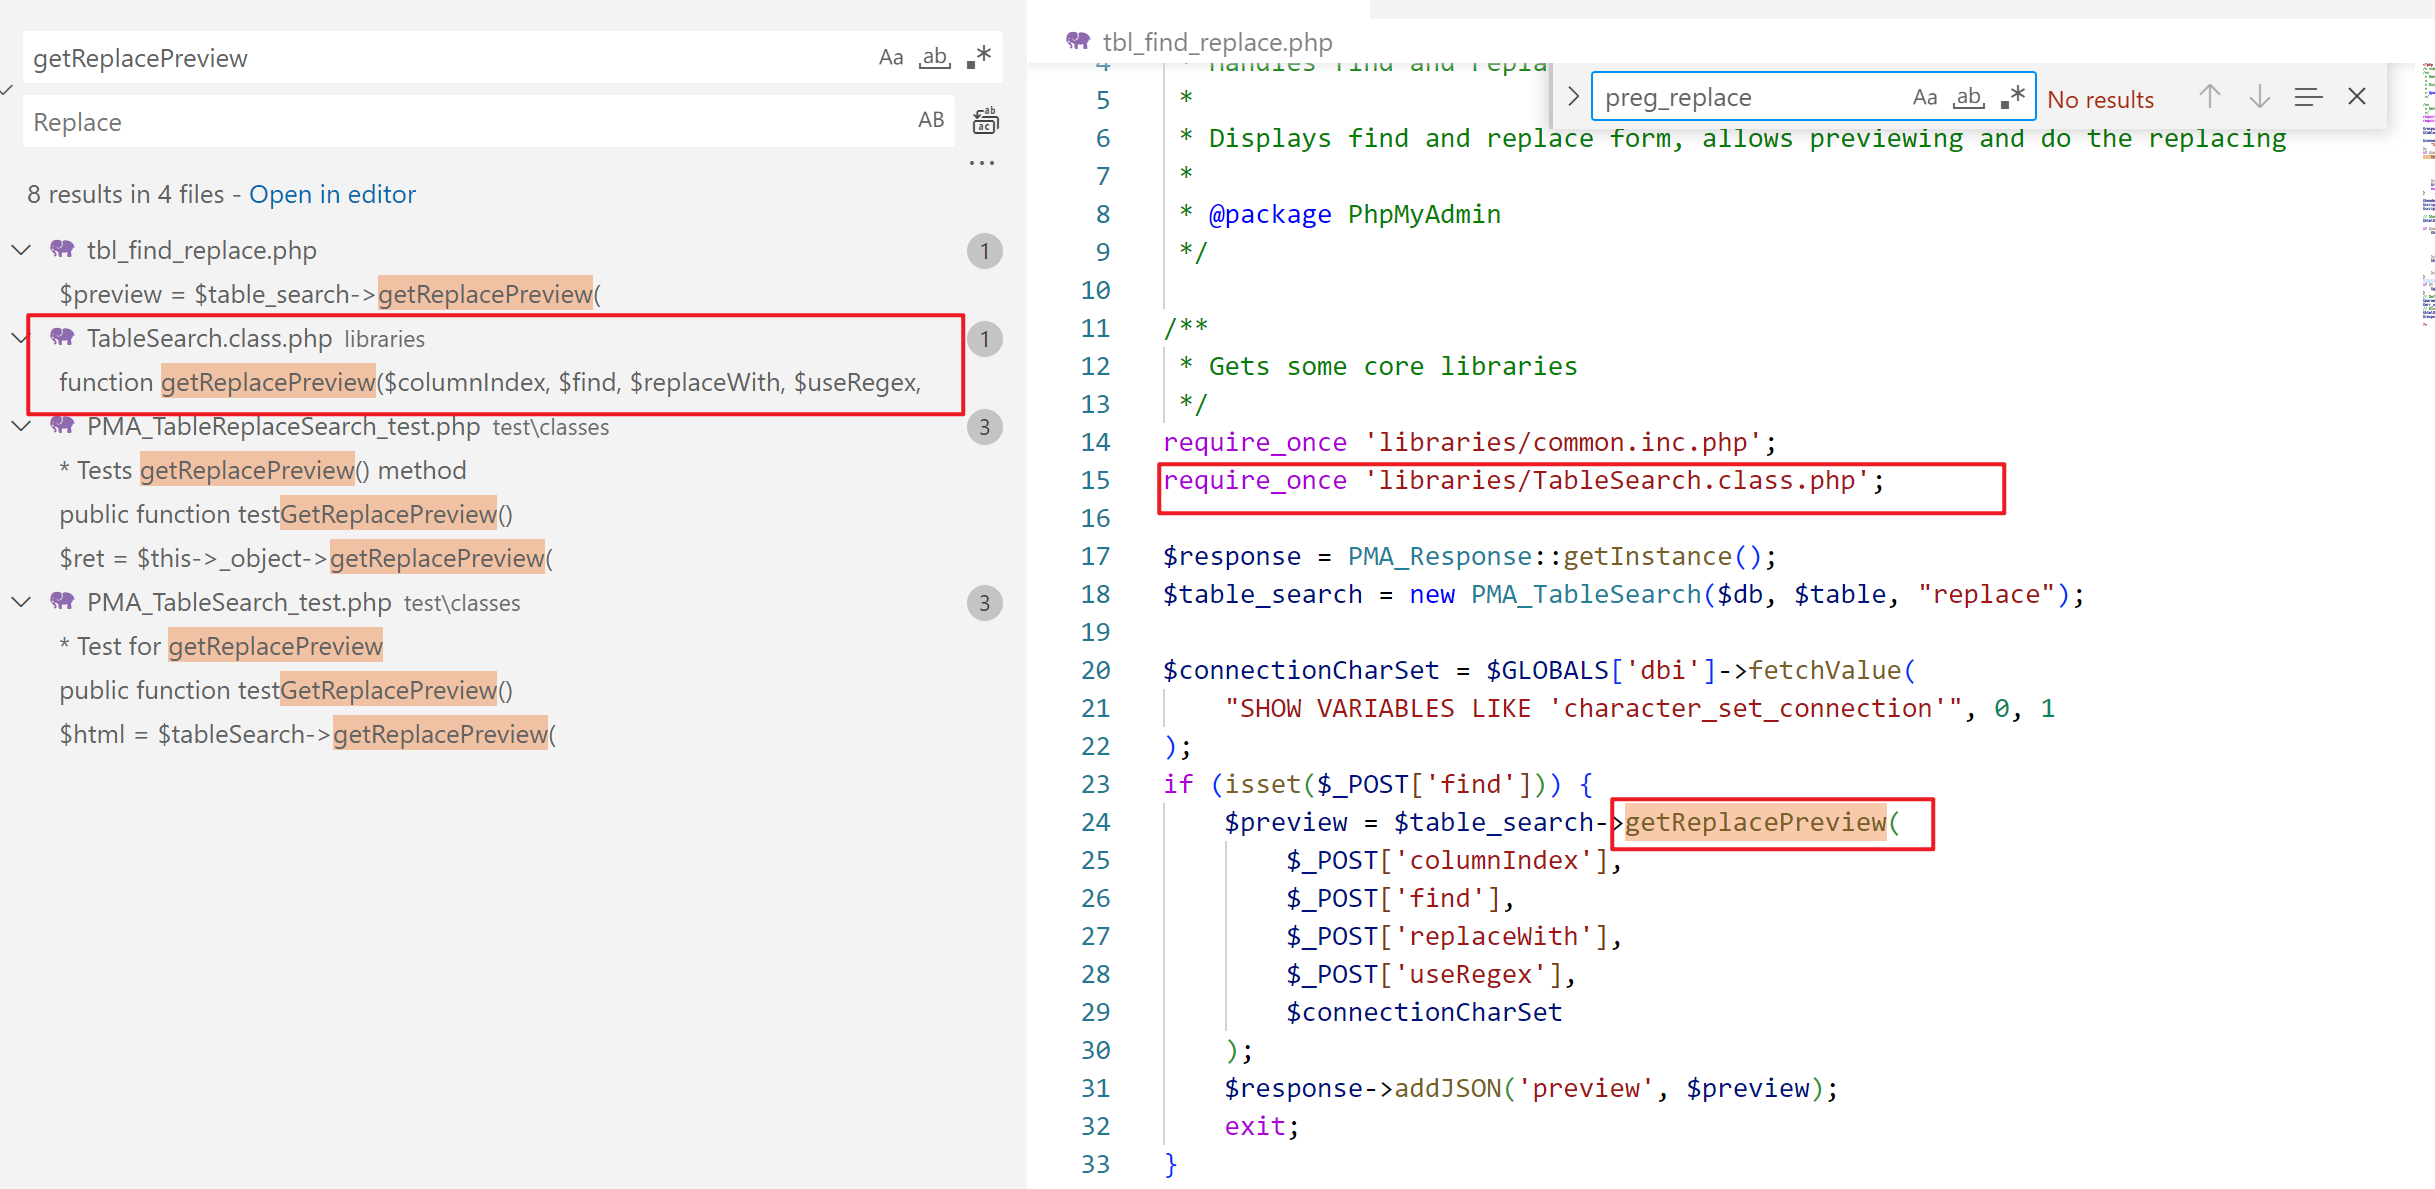 getReplacePreview
Aa ab .*
Replace
AB
8 results in 4 files - Open in editor
tbl_find_replace.php
1
$preview = $table_search->getReplacePreview(
TableSearch.class.php libraries
1
function getReplacePreview($columnIndex, $find, $replaceWith, $useRegex,
PMA_TableReplaceSearch_test.php test\classes
3
* Tests getReplacePreview() method
public function testGetReplacePreview()
$ret = $this->_object->getReplacePreview(
PMA_TableSearch_test.php test\classes
3
* Test for getReplacePreview
public function testGetReplacePreview()
$html = $tableSearch->getReplacePreview(
tbl_find_replace.php
preg_replace
Aa ab .*
No results
4 * Handles find and repla
5 *
6 * Displays find and replace form, allows previewing and do the replacing
7 *
8 * @package PhpMyAdmin
9 */
10
11 /**
12 * Gets some core libraries
13 */
14 require_once 'libraries/common.inc.php';
15 require_once 'libraries/TableSearch.class.php';
16
17 $response = PMA_Response::getInstance();
18 $table_search = new PMA_TableSearch($db, $table, "replace");
19
20 $connectionCharSet = $GLOBALS['dbi']->fetchValue(
21 "SHOW VARIABLES LIKE 'character_set_connection'", 0, 1
22 );
23 if (isset($_POST['find'])) {
24 $preview = $table_search->getReplacePreview(
25 $_POST['columnIndex'],
26 $_POST['find'],
27 $_POST['replaceWith'],
28 $_POST['useRegex'],
29 $connectionCharSet
30 );
31 $response->addJSON('preview', $preview);
32 exit;
33 }